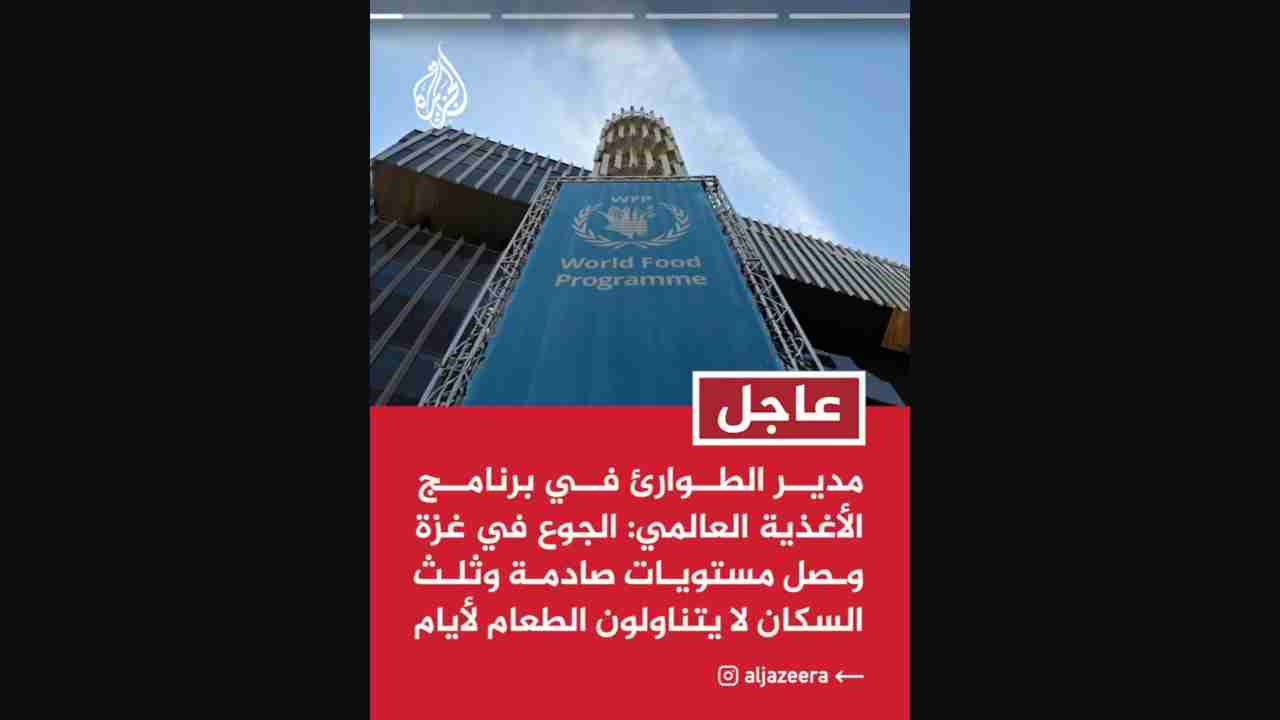 الجزيرة
WFP
World Food
Programme
عاجل
مدير الطوارئ في برنامج
الأغذية العالمي: الجوع في غزة
وصل مستويات صادمة وثلث
السكان لا يتناولون الطعام لأيام
aljazeera